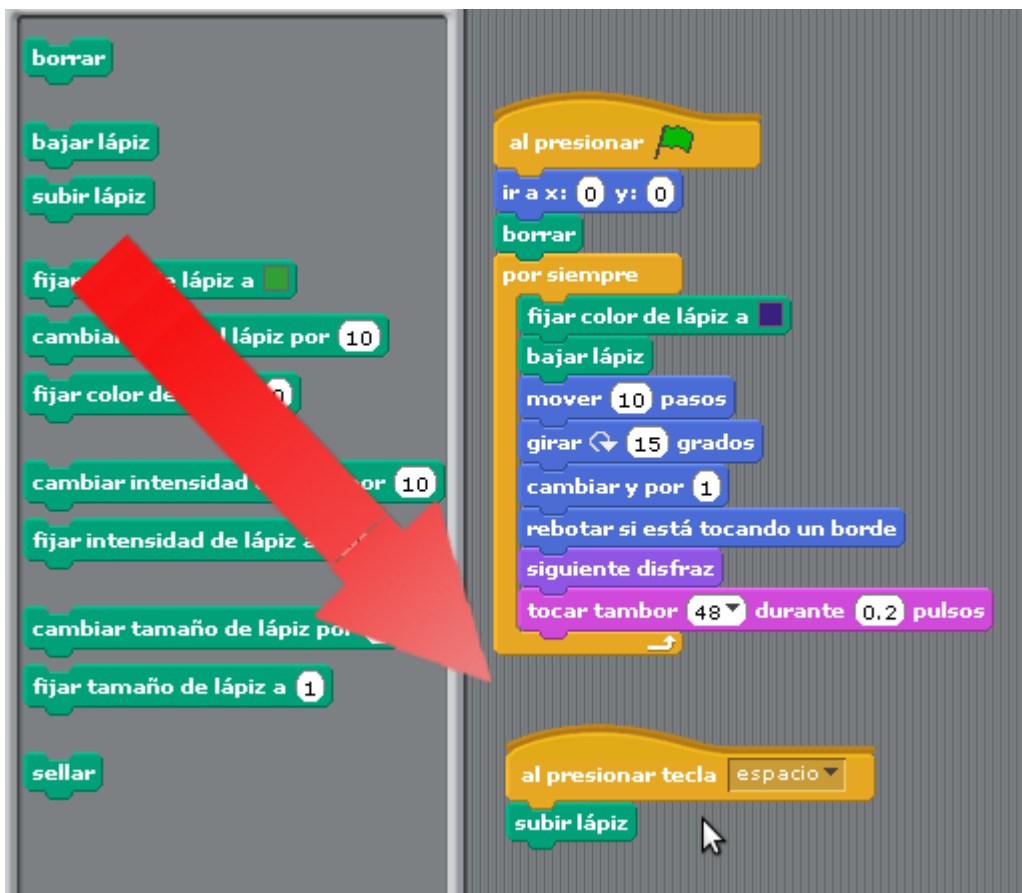 borrar
bajar lápiz
subir lápiz
fijar lápiz a
cambiar lápiz por 10
fijar color de
cambiar intensidad por 10
fijar intensidad de lápiz a
cambiar tamaño de lápiz por
fijar tamaño de lápiz a 1
sellar
al presionar
ir a x: 0 y: 0
borrar
por siempre
fijar color de lápiz a
bajar lápiz
mover 10 pasos
girar 15 grados
cambiar y por 1
rebotar si está tocando un borde
siguiente disfraz
tocar tambor 48 durante 0.2 pulsos
al presionar tecla espacio
subir lápiz